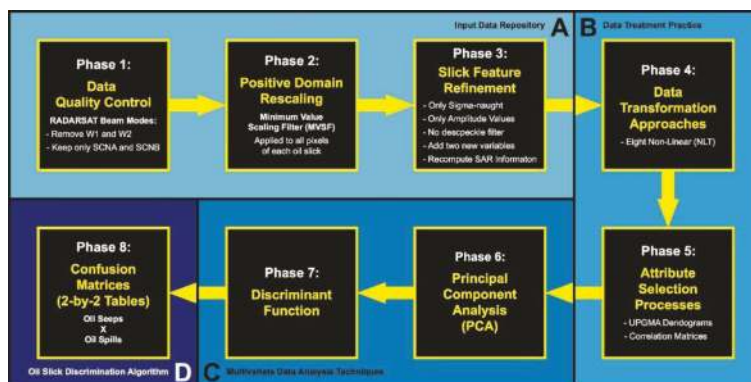 Input Data Repository A
B Data Treatment Practice
Phase 1:
Data
Quality Control
RADARSAT Beam Modes:
- Remove W1 and W2
- Keep only SCNA and SCNB
Phase 2:
Positive Domain
Rescaling
Minimum Value
Scaling Filter (MVSF)
Applied to all pixels
of each oil slick
Phase 3:
Slick Feature
Refinement
- Only Sigma-naught
- Only Amplitude Values
- No despeckle filter
- Add two new variables
- Recompute SAR Informaton
Phase 4:
Data
Transformation
Approaches
- Eight Non-Linear (NLT)
Phase 5:
Attribute
Selection
Processes
- UPGMA Dendograms
- Correlation Matrices
Phase 6:
Principal
Component
Analysis
(PCA)
Phase 7:
Discriminant
Function
Phase 8:
Confusion
Matrices
(2-by-2 Tables)
Oil Seeps
X
Oil Spills
Oil Slick Discrimination Algorithm D
C Multivariate Data Analysis Techniques